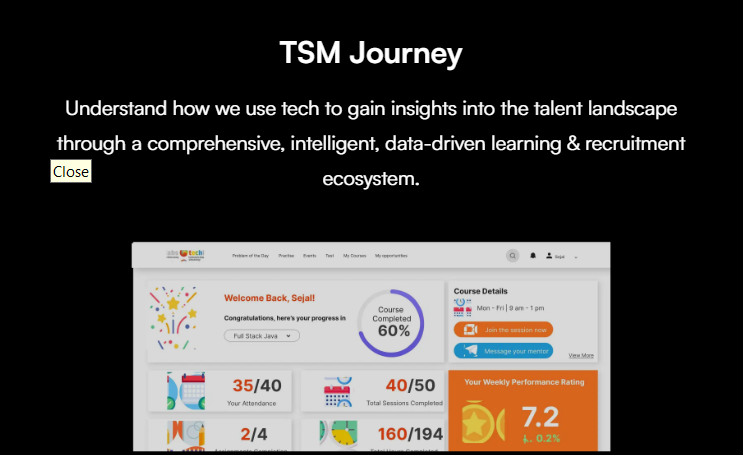 TSM Journey
Understand how we use tech to gain insights into the talent landscape
through a comprehensive, intelligent, data-driven learning & recruitment
Close
ecosystem.
Problem of the Day Practice Events Test My Courses My opportunities
Sejal
Welcome Back, Sejal!
Congratulations, here's your progress in
Full Stack Java
Course
Completed
60%
Course Details
Mon - Fri | 9 am - 1 pm
Join the session now
Message your mentor
View More
35/40
Your Attendance
40/50
Total Sessions Completed
Your Weekly Performance Rating
7.2
0.2%
2/4
160/194